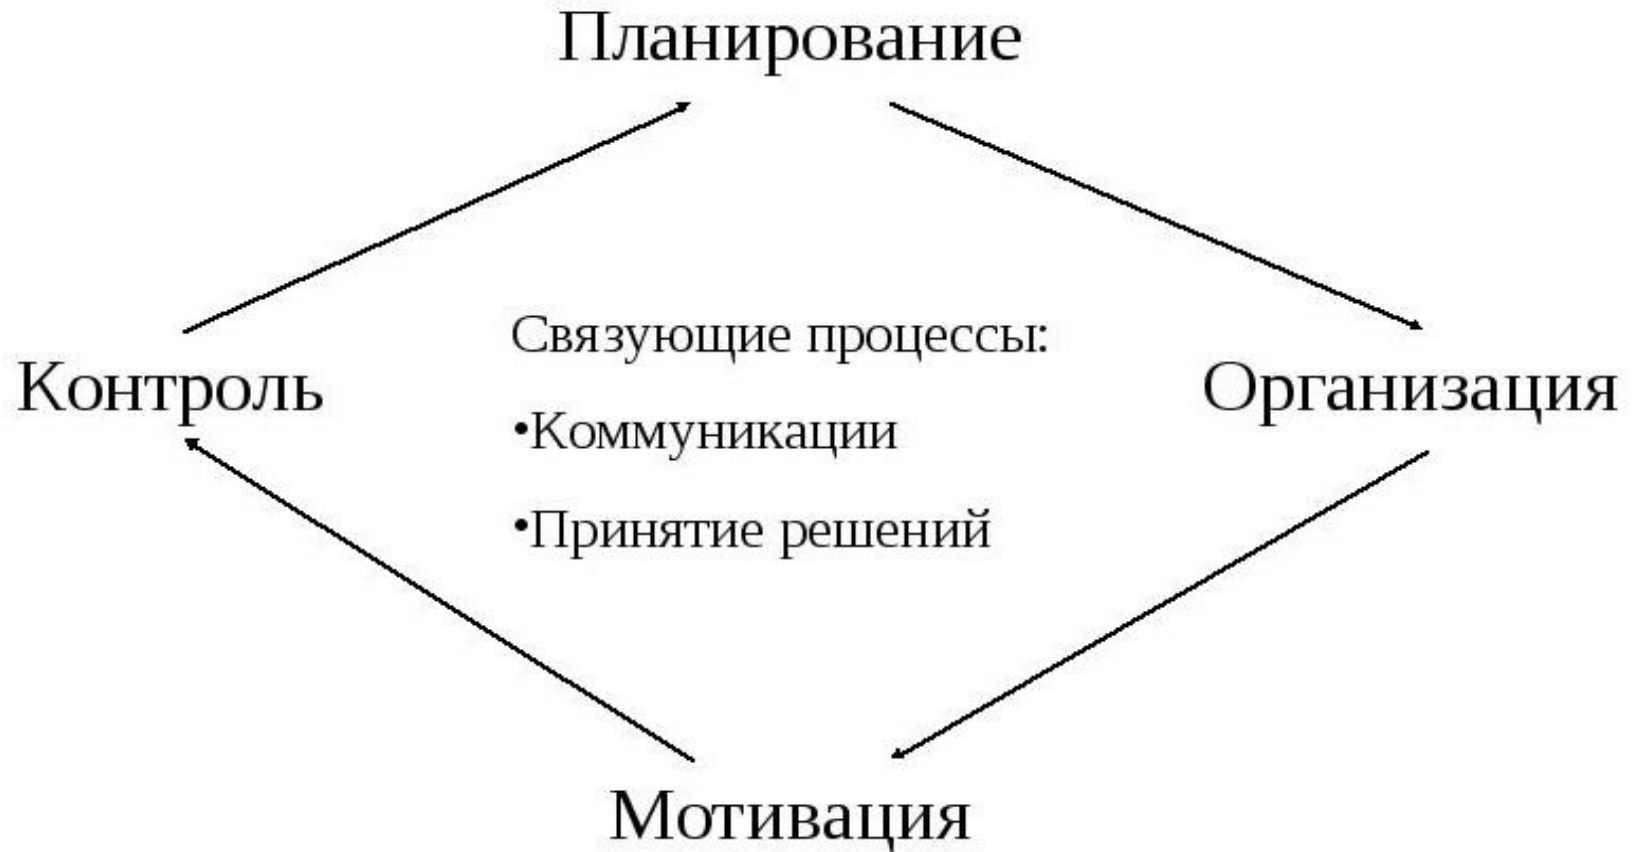 Планирование
Связующие процессы:
Контроль
Организация
•Коммуникации
•Принятие решений
Мотивация